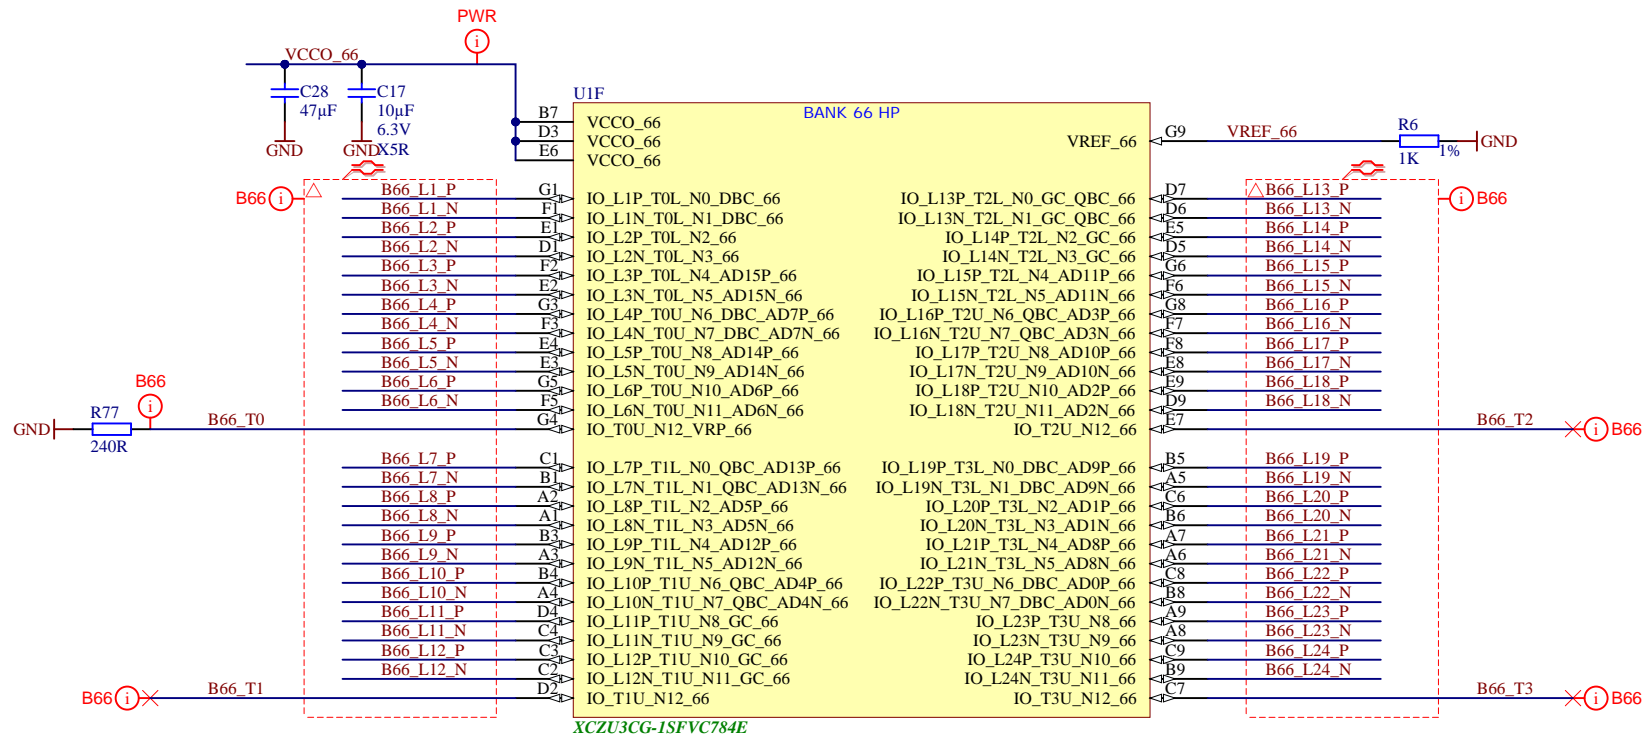 PWR
i
VCCO_66
C28
47µF
GND
C17
10µF
6.3V
X5R
GND
U1F
BANK 66 HP
B7 VCCO_66
D3 VCCO_66
E6 VCCO_66
VREF_66 G9 VREF_66
R6
1K
1%
GND
B66 i
i B66
B66_L1_P G1 IO_L1P_T0L_N0_DBC_66
B66_L1_N F1 IO_L1N_T0L_N1_DBC_66
B66_L2_P E1 IO_L2P_T0L_N2_66
B66_L2_N D1 IO_L2N_T0L_N3_66
B66_L3_P F2 IO_L3P_T0L_N4_AD15P_66
B66_L3_N E2 IO_L3N_T0L_N5_AD15N_66
B66_L4_P G3 IO_L4P_T0U_N6_DBC_AD7P_66
B66_L4_N F3 IO_L4N_T0U_N7_DBC_AD7N_66
B66_L5_P E4 IO_L5P_T0U_N8_AD14P_66
B66_L5_N E3 IO_L5N_T0U_N9_AD14N_66
B66_L6_P G5 IO_L6P_T0U_N10_AD6P_66
B66_L6_N F5 IO_L6N_T0U_N11_AD6N_66
B66
i
GND
R77
240R
B66_T0 G4 IO_T0U_N12_VRP_66
B66_L7_P C1 IO_L7P_T1L_N0_QBC_AD13P_66
B66_L7_N B1 IO_L7N_T1L_N1_QBC_AD13N_66
B66_L8_P A2 IO_L8P_T1L_N2_AD5P_66
B66_L8_N A1 IO_L8N_T1L_N3_AD5N_66
B66_L9_P B3 IO_L9P_T1L_N4_AD12P_66
B66_L9_N A3 IO_L9N_T1L_N5_AD12N_66
B66_L10_P B4 IO_L10P_T1U_N6_QBC_AD4P_66
B66_L10_N A4 IO_L10N_T1U_N7_QBC_AD4N_66
B66_L11_P D4 IO_L11P_T1U_N8_GC_66
B66_L11_N C4 IO_L11N_T1U_N9_GC_66
B66_L12_P C3 IO_L12P_T1U_N10_GC_66
B66_L12_N C2 IO_L12N_T1U_N11_GC_66
B66 i B66_T1 D2 IO_T1U_N12_66
IO_L13P_T2L_N0_GC_QBC_66 D7 B66_L13_P
IO_L13N_T2L_N1_GC_QBC_66 D6 B66_L13_N
IO_L14P_T2L_N2_GC_66 E5 B66_L14_P
IO_L14N_T2L_N3_GC_66 D5 B66_L14_N
IO_L15P_T2L_N4_AD11P_66 G6 B66_L15_P
IO_L15N_T2L_N5_AD11N_66 F6 B66_L15_N
IO_L16P_T2U_N6_QBC_AD3P_66 G8 B66_L16_P
IO_L16N_T2U_N7_QBC_AD3N_66 F7 B66_L16_N
IO_L17P_T2U_N8_AD10P_66 F8 B66_L17_P
IO_L17N_T2U_N9_AD10N_66 E8 B66_L17_N
IO_L18P_T2U_N10_AD2P_66 E9 B66_L18_P
IO_L18N_T2U_N11_AD2N_66 D9 B66_L18_N
IO_T2U_N12_66 E7 B66_T2 i B66
IO_L19P_T3L_N0_DBC_AD9P_66 B5 B66_L19_P
IO_L19N_T3L_N1_DBC_AD9N_66 A5 B66_L19_N
IO_L20P_T3L_N2_AD1P_66 C6 B66_L20_P
IO_L20N_T3L_N3_AD1N_66 B6 B66_L20_N
IO_L21P_T3L_N4_AD8P_66 A7 B66_L21_P
IO_L21N_T3L_N5_AD8N_66 A6 B66_L21_N
IO_L22P_T3U_N6_DBC_AD0P_66 C8 B66_L22_P
IO_L22N_T3U_N7_DBC_AD0N_66 B8 B66_L22_N
IO_L23P_T3U_N8_66 A9 B66_L23_P
IO_L23N_T3U_N9_66 A8 B66_L23_N
IO_L24P_T3U_N10_66 C9 B66_L24_P
IO_L24N_T3U_N11_66 B9 B66_L24_N
IO_T3U_N12_66 C7 B66_T3 i B66
XCZU3CG-1SFVC784E